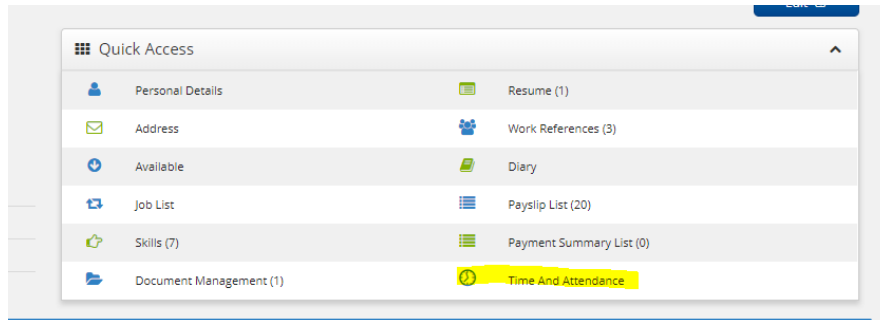 Edit
Quick Access
Personal Details
Resume (1)
Address
Work References (3)
Available
Diary
Job List
Payslip List (20)
Skills (7)
Payment Summary List (0)
Document Management (1)
Time And Attendance